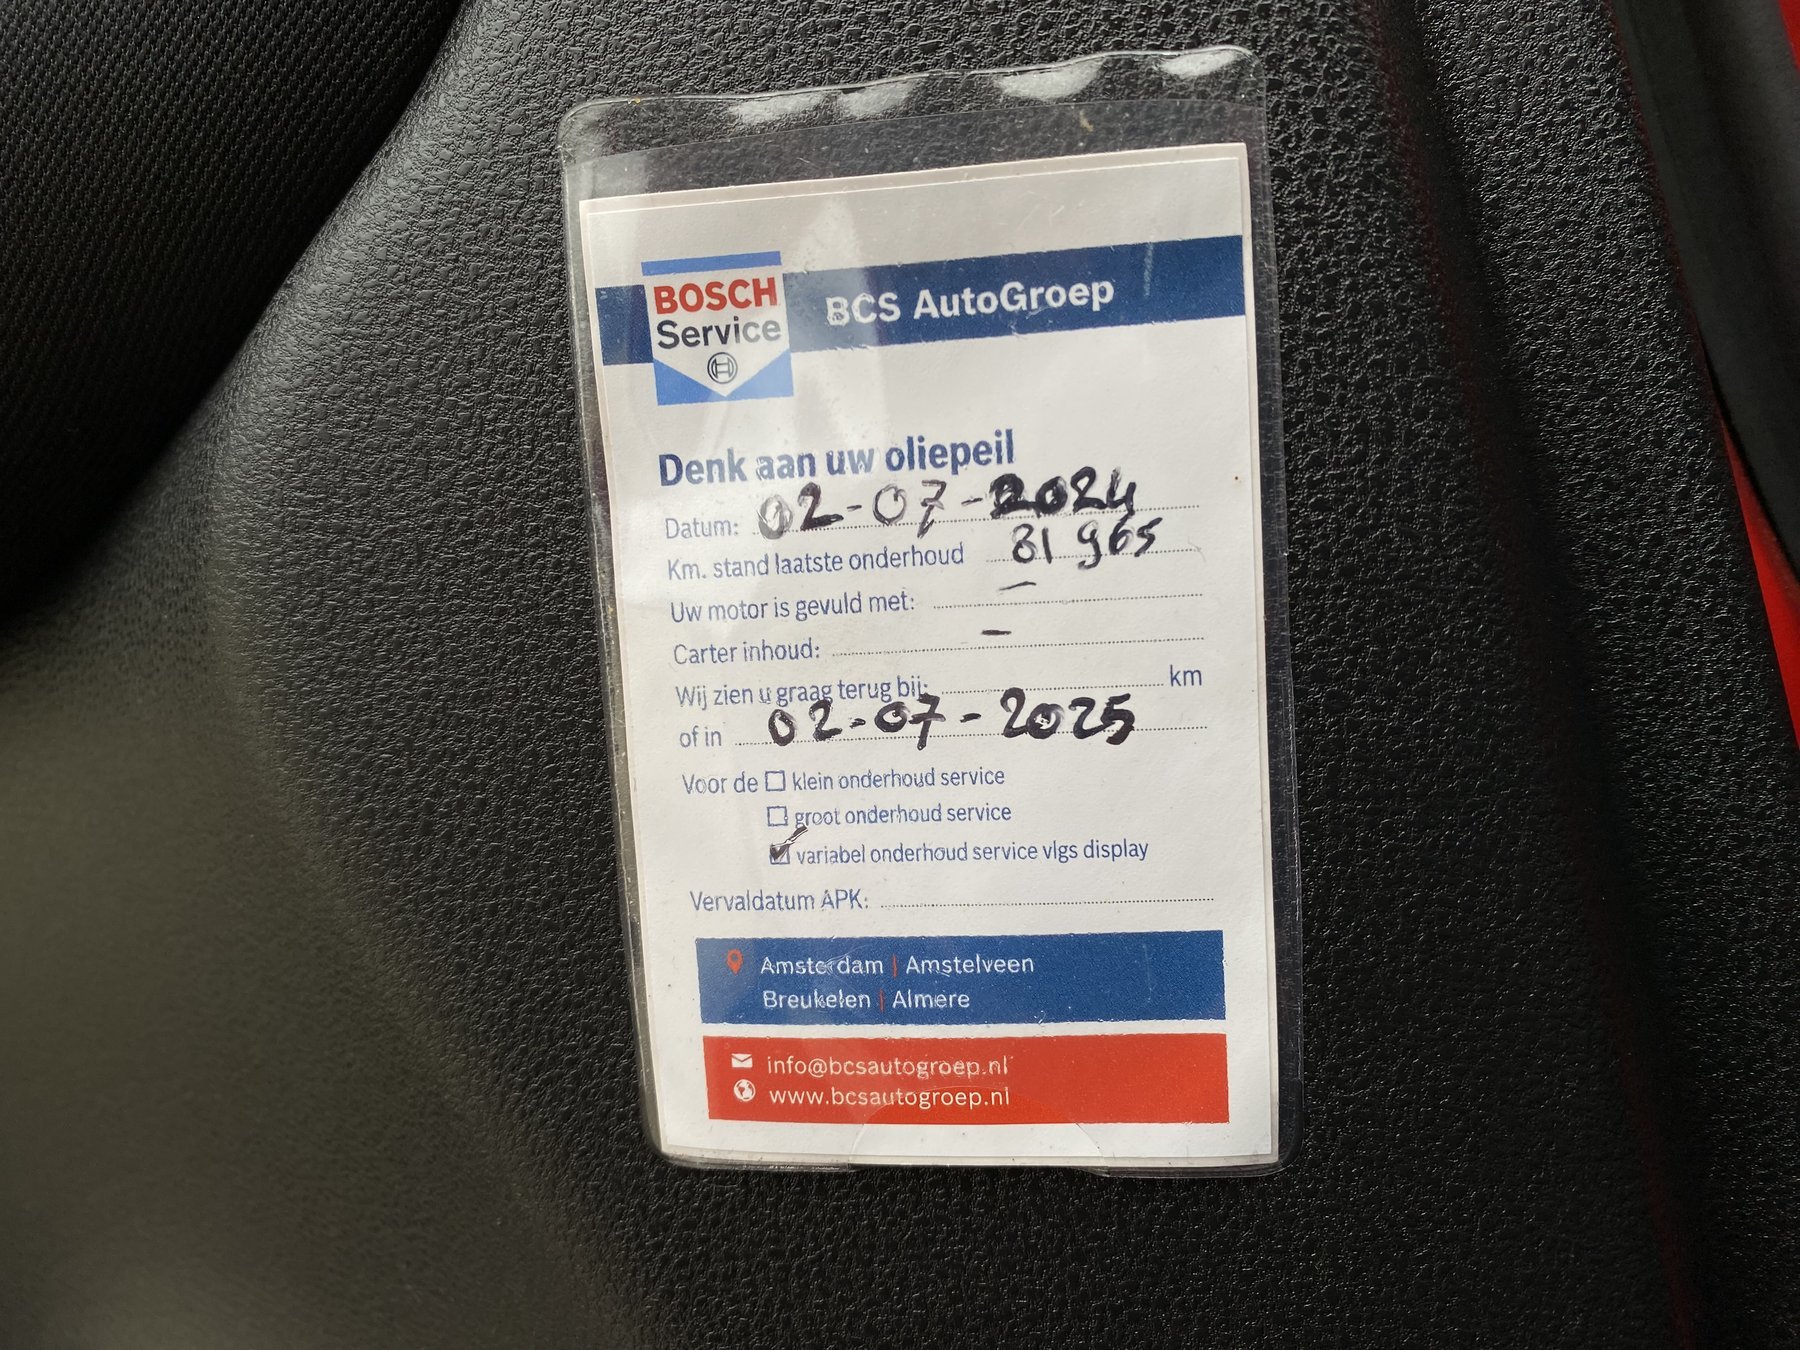 BOSCH
Service
BCS AutoGroep
Denk aan uw oliepeil
Datum: 02-07-2024
Km. stand laatste onderhoud 81 965
Uw motor is gevuld met: -
Carter inhoud: -
Wij zien u graag terug bij: km
of in 02-07-2025
Voor de ☐ klein onderhoud service
☐ groot onderhoud service
☑ variabel onderhoud service vlgs display
Vervaldatum APK:
Amsterdam | Amstelveen
Breukelen | Almere
info@bcsautogroep.nl
www.bcsautogroep.nl